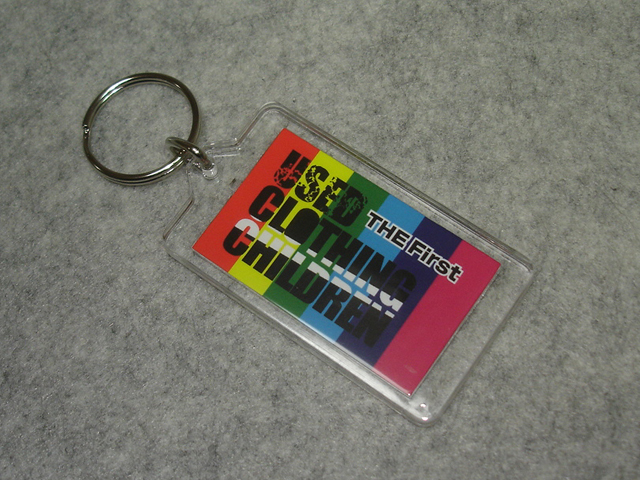 USED
CLOTHING
CHILDREN
THE First